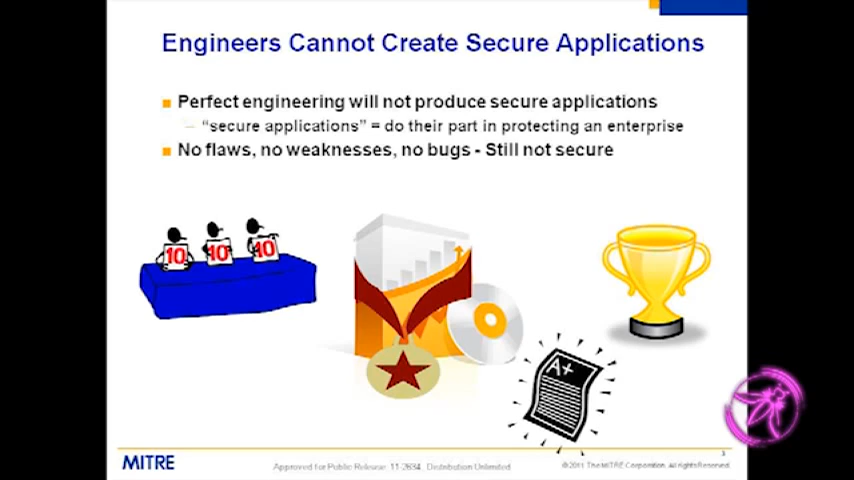 Engineers Cannot Create Secure Applications
Perfect engineering will not produce secure applications
– "secure applications" = do their part in protecting an enterprise
No flaws, no weaknesses, no bugs - Still not secure
10 10 10
A+
MITRE
Approved for Public Release: 11-2634. Distribution Unlimited
©2011 The MITRE Corporation. All rights Reserved.